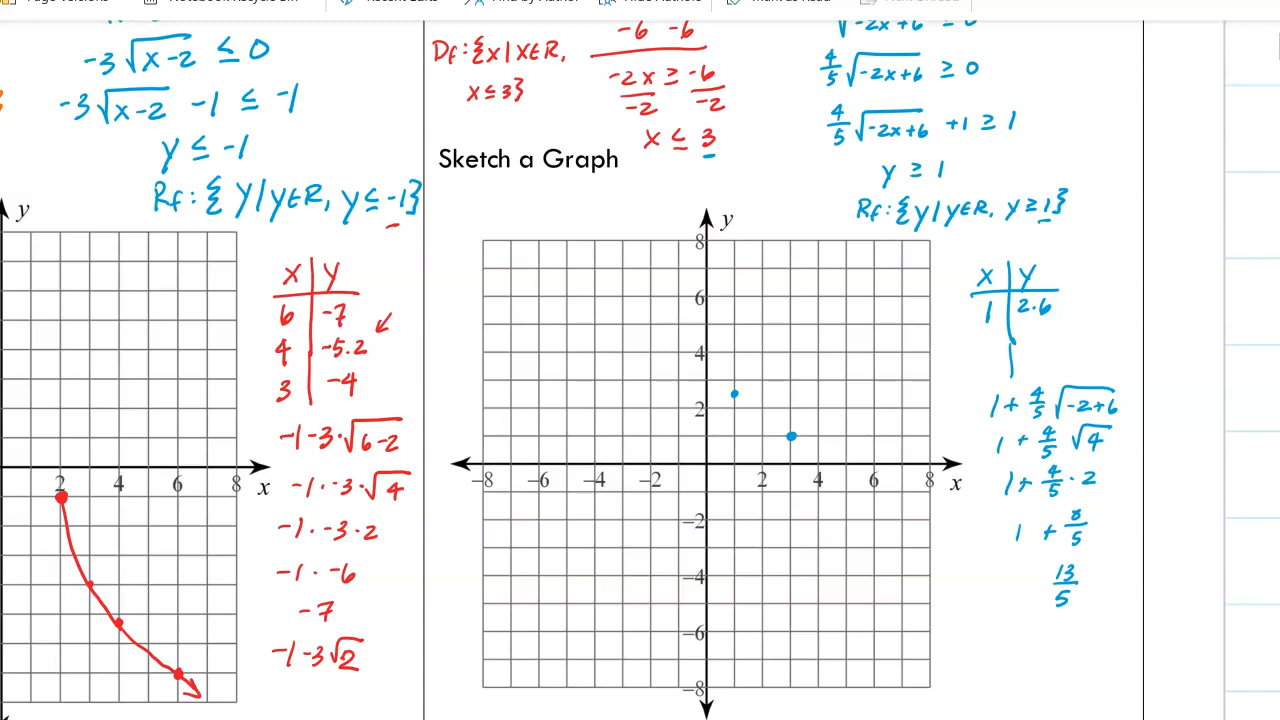 -3√(x-2) ≤ 0
-3√(x-2) -1 ≤ -1
y ≤ -1
Rf: { y/y∈R, y ≤ -1}
y
2 4 6 8 x
x | y
6 | -7
4 | -5.2
3 | -4
-1-3·√(6-2)
-1·-3·√4
-1·-3·2
-1·-6
-7
-1-3√2
Df: {x/x∈R,
x ≤ 3}
-6 -6
-2x ≥ -6
-2 -2
x ≤ 3
Sketch a Graph
y
8
6
4
2
-8 -6 -4 -2 2 4 6 8 x
-2
-4
-6
-8
√(-2x+6) ≥ 0
4/5 √(-2x+6) ≥ 0
4/5 √(-2x+6) +1 ≥ 1
y ≥ 1
Rf: {y/y∈R, y ≥ 1}
x | y
1 | 2.6
1+ 4/5 √(-2+6)
1 + 4/5 √4
1+ 4/5 · 2
1 + 8/5
13/5